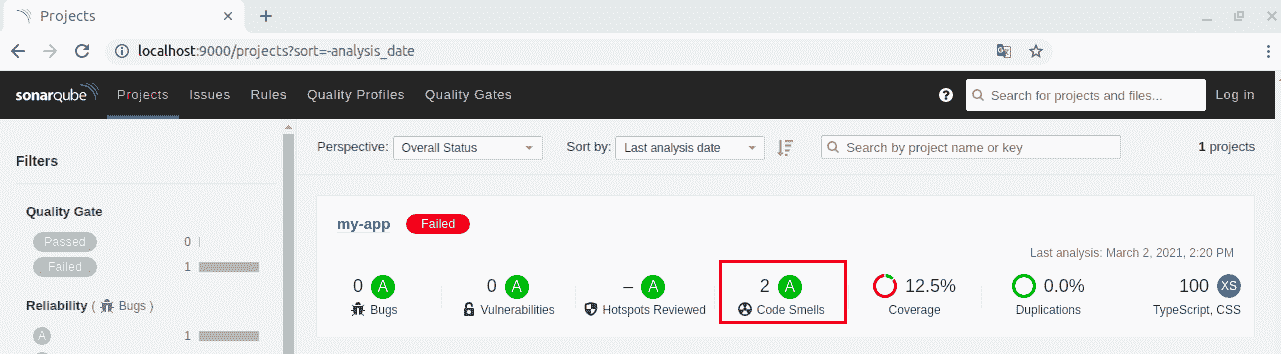 Projects
localhost:9000/projects?sort=-analysis_date
sonarqube Projects Issues Rules Quality Profiles Quality Gates ? Search for projects and files... Log in
Filters
Perspective: Overall Status Sort by: Last analysis date Search by project name or key 1 projects
Quality Gate
Passed 0
Failed 1
Reliability ( Bugs )
A 1
my-app Failed
Last analysis: March 2, 2021, 2:20 PM
0 A 0 A – A 2 A 12.5% 0.0% 100 XS
Bugs Vulnerabilities Hotspots Reviewed Code Smells Coverage Duplications TypeScript, CSS